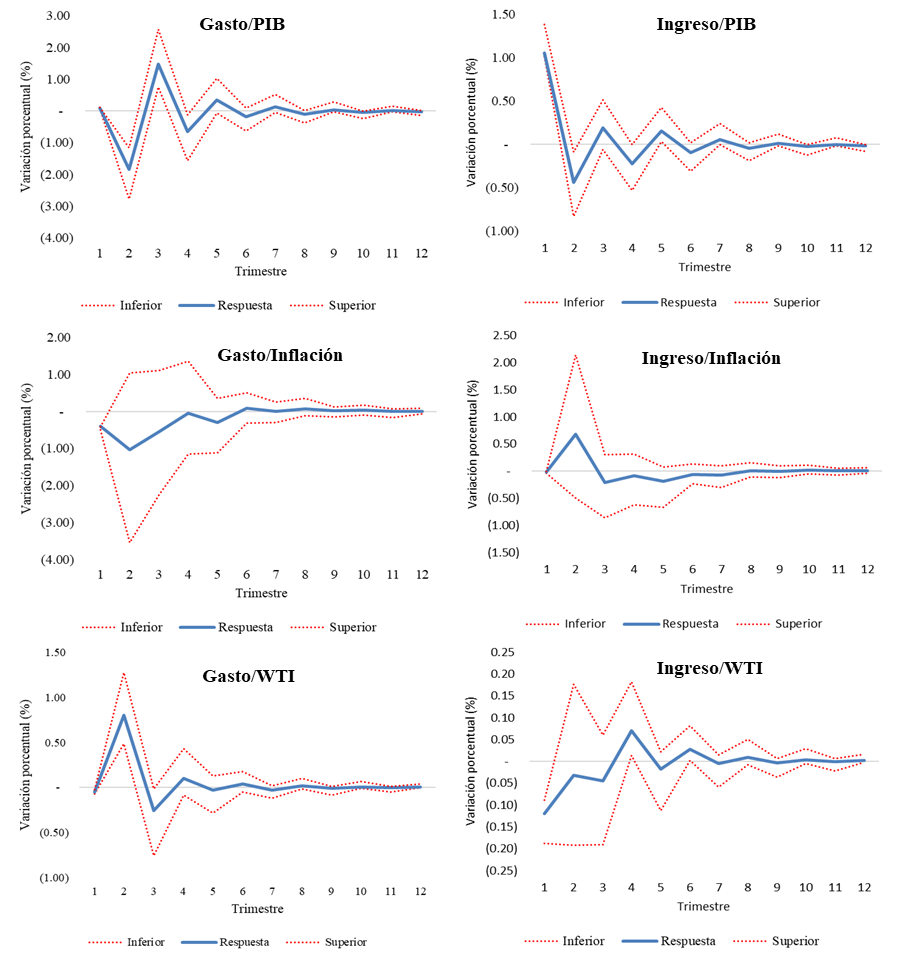 Gasto/PIB
3.00
2.00
1.00
-
(1.00)
(2.00)
(3.00)
(4.00)
Variación porcentual (%)
1 2 3 4 5 6 7 8 9 10 11 12
Trimestre
Inferior Respuesta Superior
Ingreso/PIB
1.50
1.00
0.50
-
(0.50)
(1.00)
Variación porcentual (%)
1 2 3 4 5 6 7 8 9 10 11 12
Trimestre
Inferior Respuesta Superior
Gasto/Inflación
2.00
1.00
-
(1.00)
(2.00)
(3.00)
(4.00)
Variación porcentual (%)
1 2 3 4 5 6 7 8 9 10 11 12
Trimestre
Inferior Respuesta Superior
Ingreso/Inflación
2.50
2.00
1.50
1.00
0.50
-
(0.50)
(1.00)
(1.50)
Variación porcentual (%)
1 2 3 4 5 6 7 8 9 10 11 12
Trimestre
Inferior Respuesta Superior
Gasto/WTI
1.50
1.00
0.50
-
(0.50)
(1.00)
Variación porcentual (%)
1 2 3 4 5 6 7 8 9 10 11 12
Trimestre
Inferior Respuesta Superior
Ingreso/WTI
0.25
0.20
0.15
0.10
0.05
-
(0.05)
(0.10)
(0.15)
(0.20)
(0.25)
Variación porcentual (%)
1 2 3 4 5 6 7 8 9 10 11 12
Trimestre
Inferior Respuesta Superior